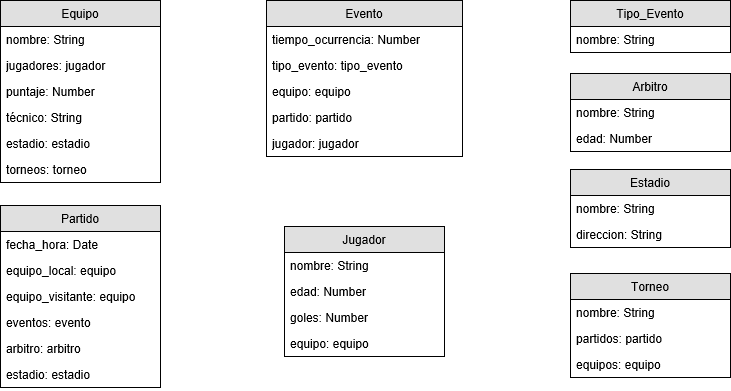 Equipo
nombre: String
jugadores: jugador
puntaje: Number
técnico: String
estadio: estadio
torneos: torneo
Evento
tiempo_ocurrencia: Number
tipo_evento: tipo_evento
equipo: equipo
partido: partido
jugador: jugador
Tipo_Evento
nombre: String
Arbitro
nombre: String
edad: Number
Estadio
nombre: String
direccion: String
Partido
fecha_hora: Date
equipo_local: equipo
equipo_visitante: equipo
eventos: evento
arbitro: arbitro
estadio: estadio
Jugador
nombre: String
edad: Number
goles: Number
equipo: equipo
Torneo
nombre: String
partidos: partido
equipos: equipo